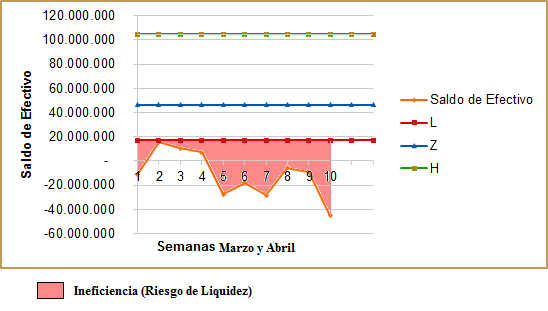 120.000.000
100.000.000
80.000.000
60.000.000
40.000.000
20.000.000
-
-20.000.000
-40.000.000
-60.000.000
Saldo de Efectivo
1 2 3 4 5 6 7 8 9 10
Semanas Marzo y Abril
Saldo de Efectivo
L
Z
H
Ineficiencia (Riesgo de Liquidez)